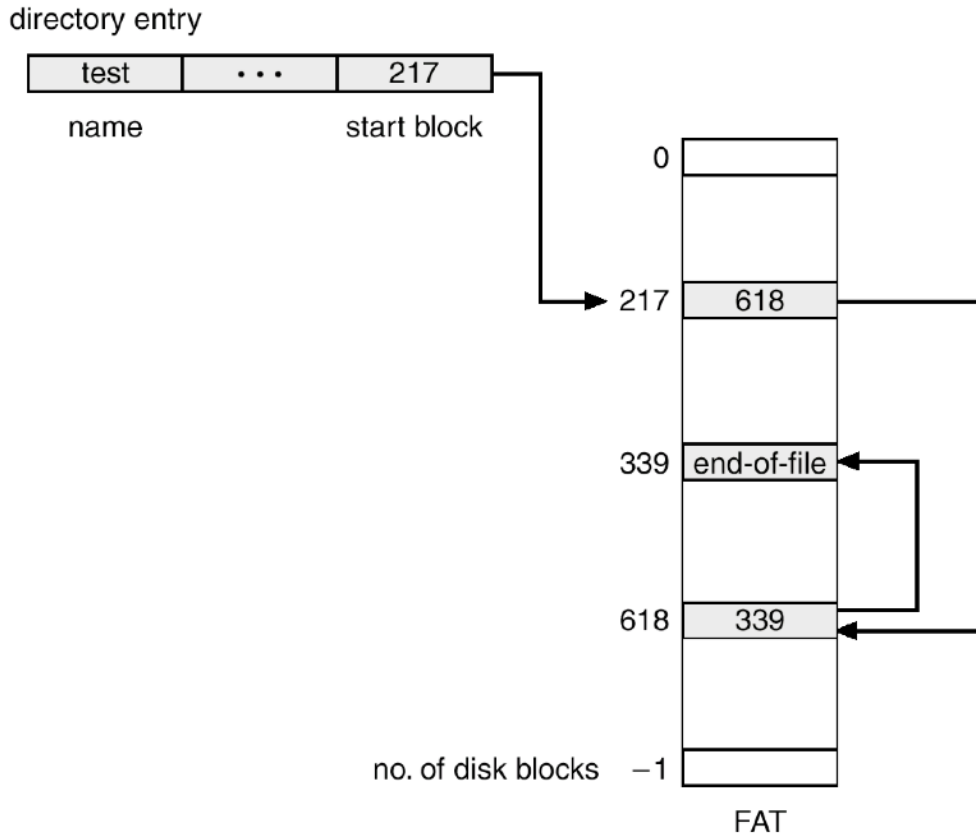 directory entry
test ... 217
name start block
0
217 618
339 end-of-file
618 339
no. of disk blocks −1
FAT